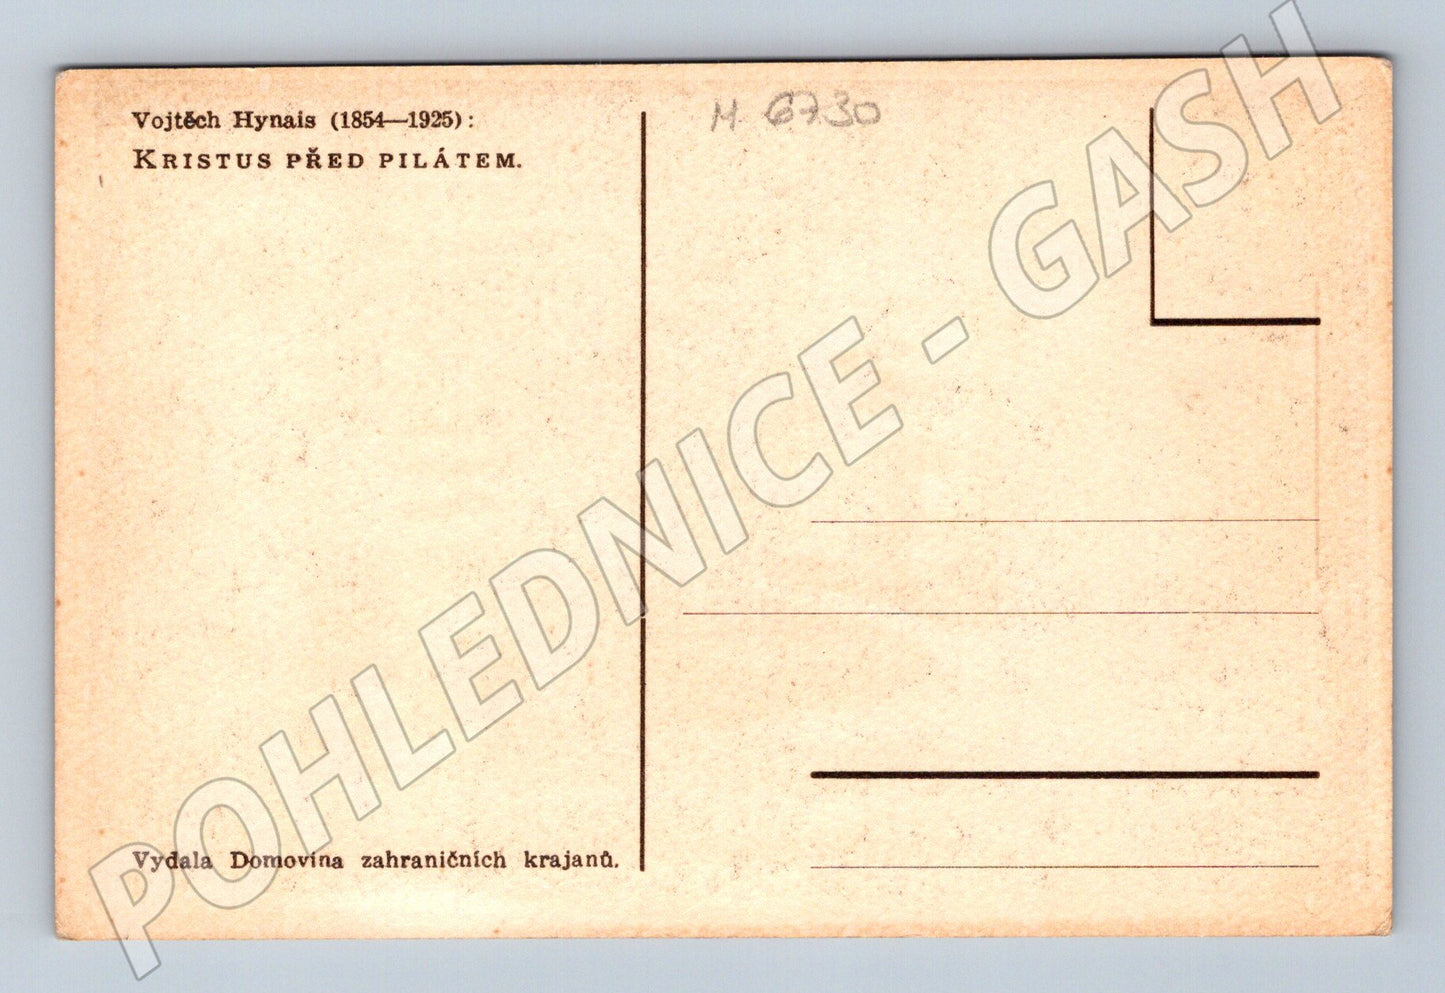 Vojtěch Hynais (1854—1925):
KRISTUS PŘED PILÁTEM.
M 6730
POHLEDNICE - GASH
Vydala Domovina zahraničních krajanů.